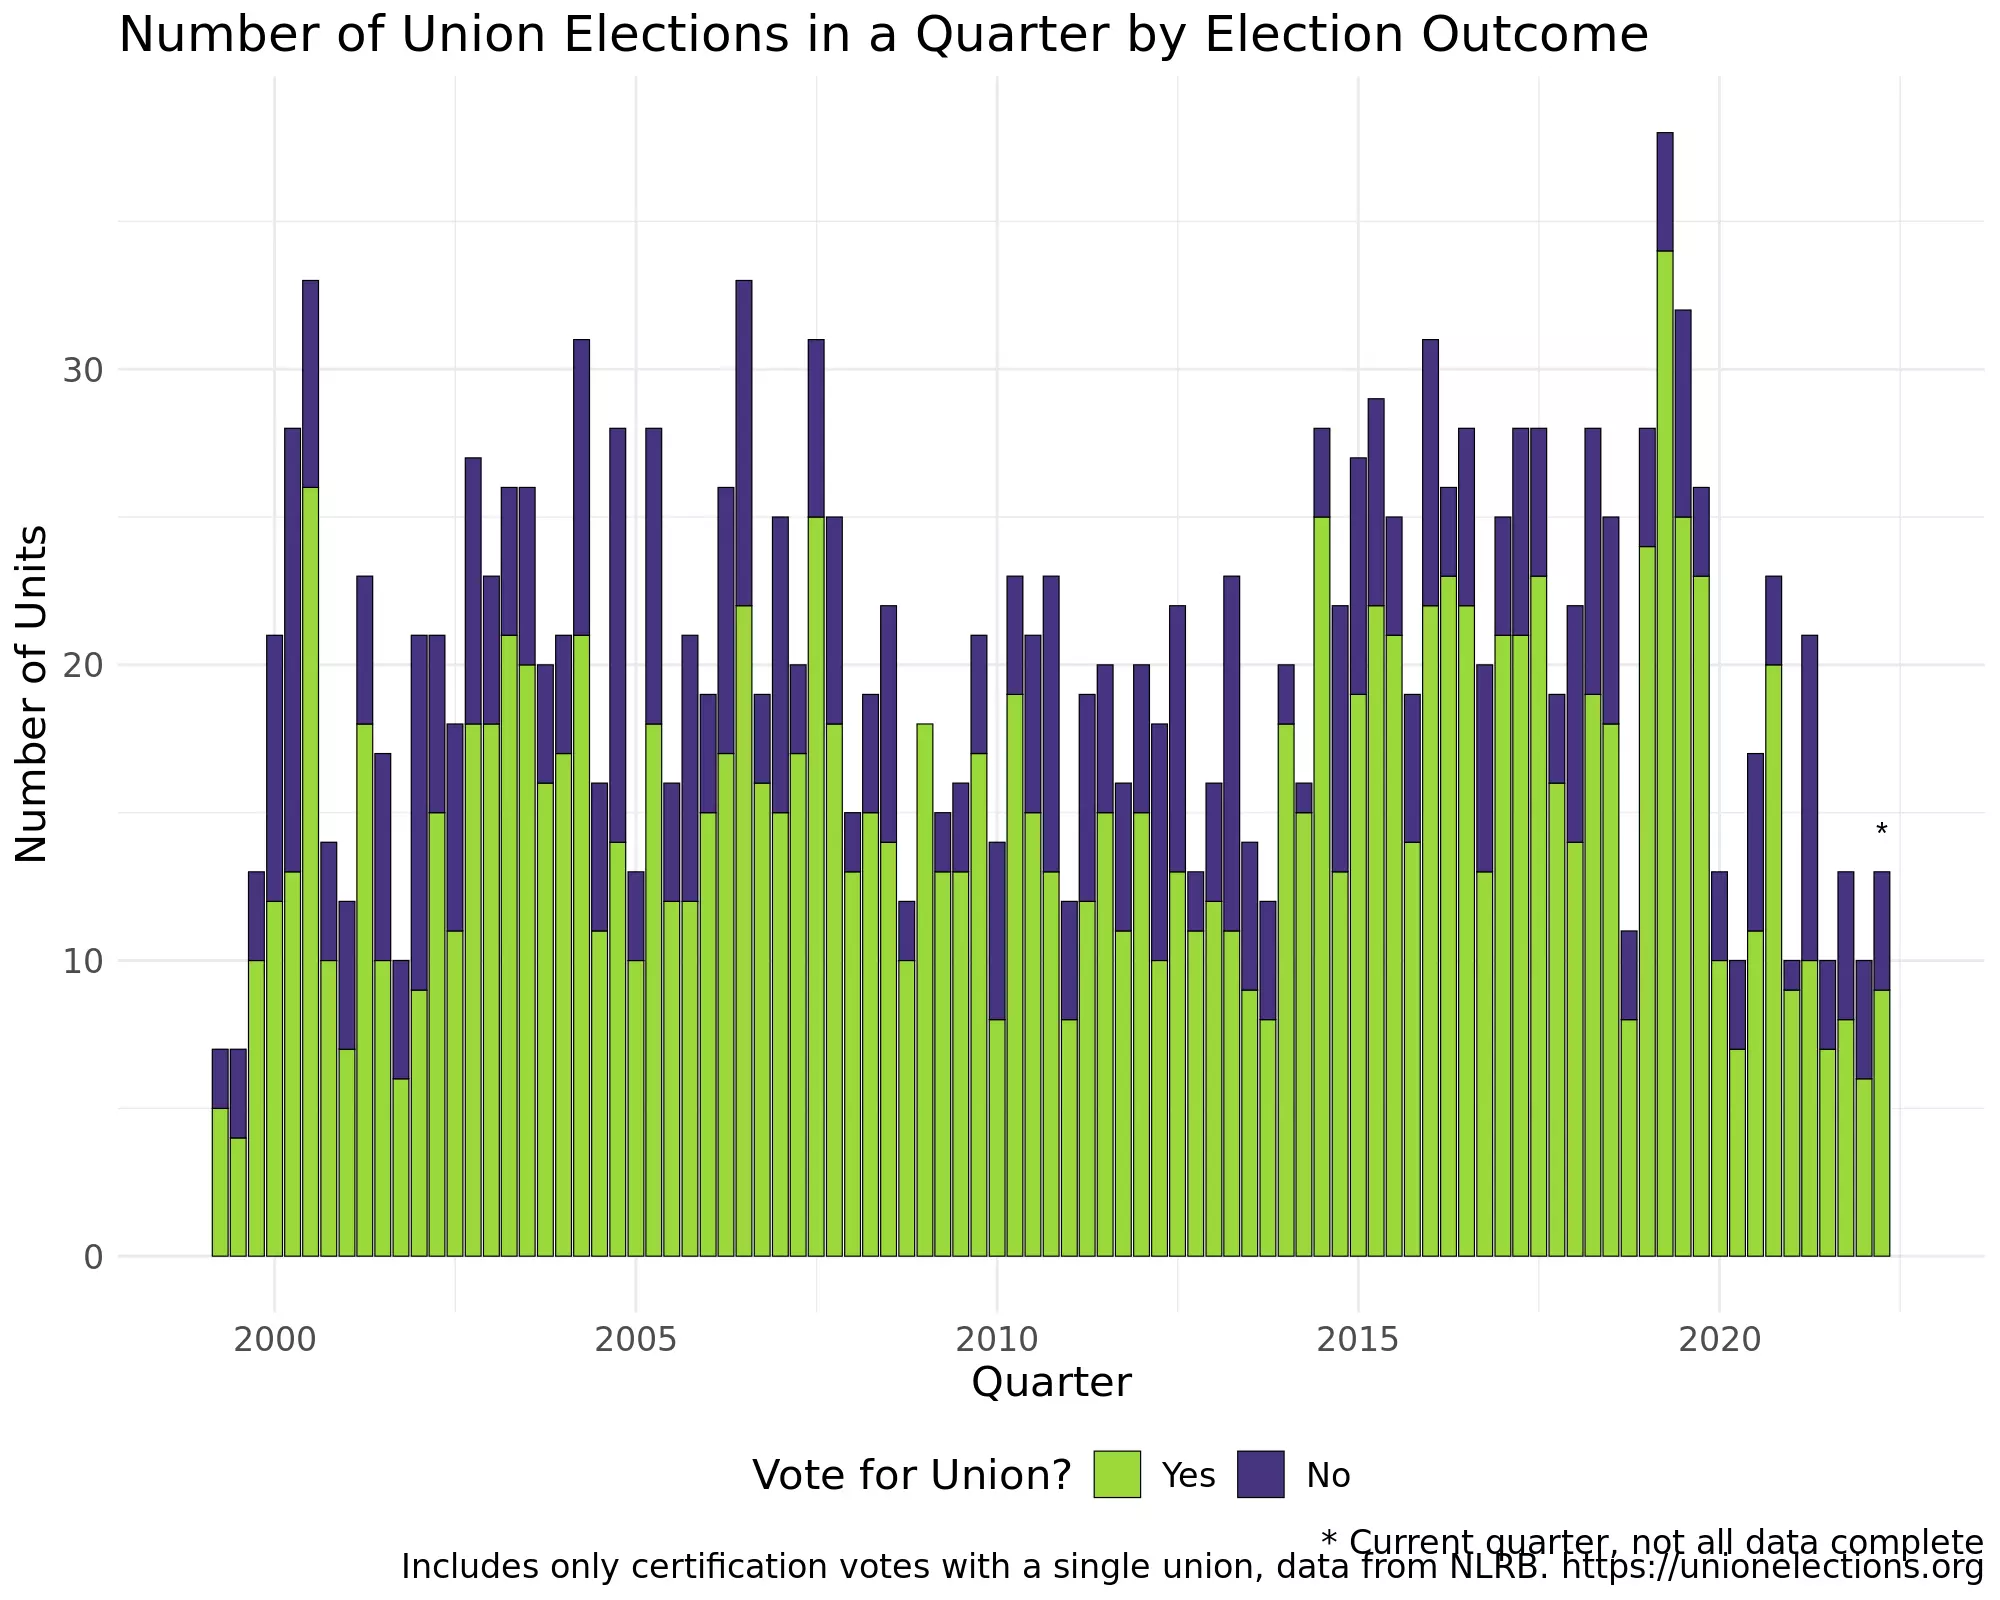 Number of Union Elections in a Quarter by Election Outcome
Number of Units
30
20
10
0
*
2000 2005 2010 2015 2020
Quarter
Vote for Union? Yes No
* Current quarter, not all data complete
Includes only certification votes with a single union, data from NLRB. https://unionelections.org